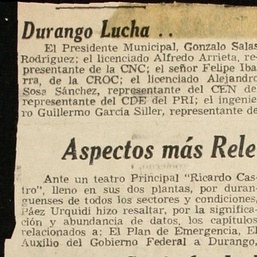 Durango Lucha . .
El Presidente Municipal, Gonzalo Salas
Rodríguez; el licenciado Alfredo Arrieta, re-
presentante de la CNC; el señor Felipe Iba
rra, de la CROC; el licenciado Alejandro
Sosa Sánchez, representante del CEN de
representante del CDE del PRI; el ingenie-
ro Guillermo García Siller, representante de
Aspectos más Rele
Ante un teatro Principal "Ricardo Cas-
tro", lleno en sus dos plantas, por duran-
guenses de todos los sectores y condiciones,
Páez Urquidi hizo resaltar, por la signific-
ación y abundancia de datos, los capítulos
relacionados a: El Plan de Emergencia, El
Auxilio del Gobierno Federal a Durango,